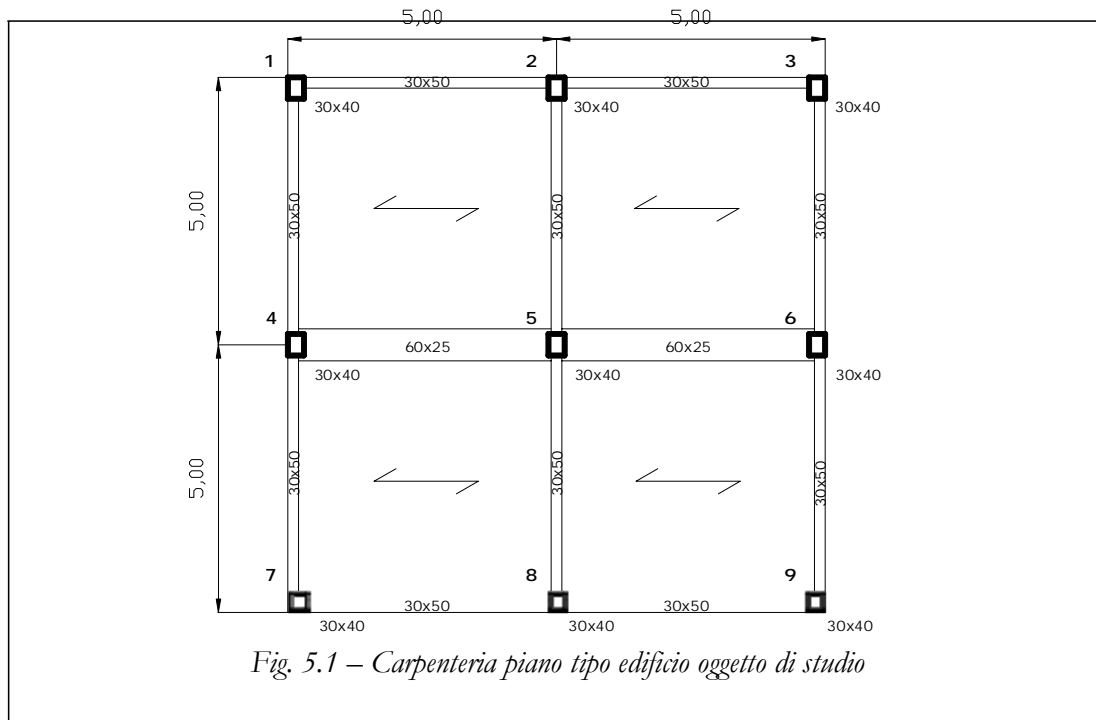 5,00 5,00
1 2 3
30x50 30x50
30x40 30x40 30x40
5,00
30x50 30x50 30x50
4 5 6
60x25 60x25
30x40 30x40 30x40
5,00
30x50 30x50 30x50
7 8 9
30x50 30x50
30x40 30x40 30x40
Fig. 5.1 – Carpenteria piano tipo edificio oggetto di studio